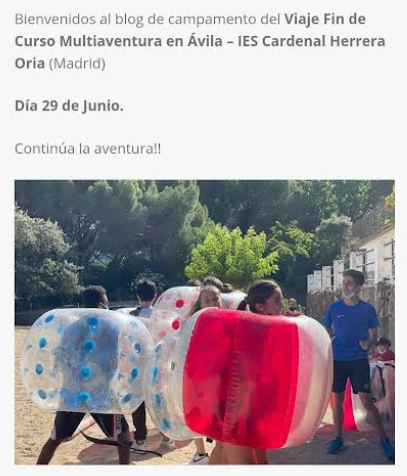 Bienvenidos al blog de campamento del Viaje Fin de
Curso Multiaventura en Ávila – IES Cardenal Herrera
Oria (Madrid)
Día 29 de Junio.
Continúa la aventura!!